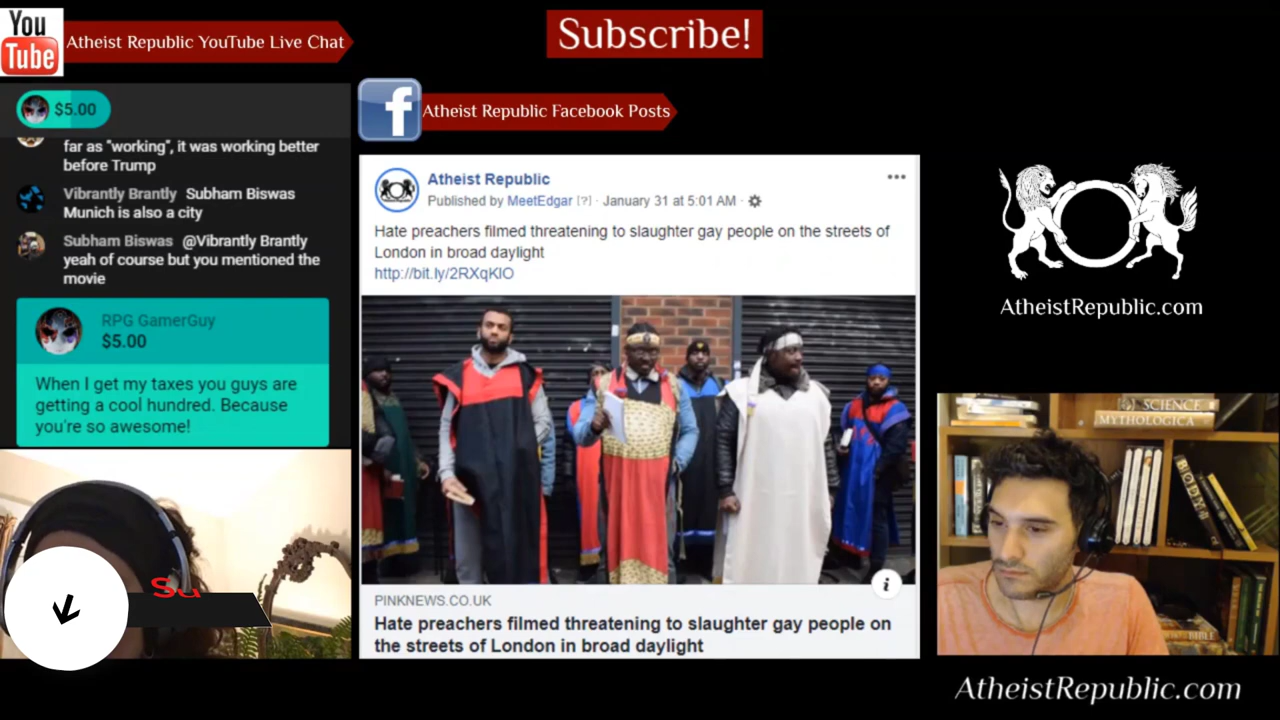 You
Tube
Atheist Republic YouTube Live Chat
Subscribe!
$5.00
far as "working", it was working better
before Trump
Vibrantly Brantly Subham Biswas
Munich is also a city
Subham Biswas @Vibrantly Brantly
yeah of course but you mentioned the
movie
RPG GamerGuy
$5.00
When I get my taxes you guys are
getting a cool hundred. Because
you're so awesome!
Su
f
Atheist Republic Facebook Posts
Atheist Republic
Published by MeetEdgar [?] · January 31 at 5:01 AM ·
Hate preachers filmed threatening to slaughter gay people on the streets of
London in broad daylight
http://bit.ly/2RXqKlO
i
PINKNEWS.CO.UK
Hate preachers filmed threatening to slaughter gay people on
the streets of London in broad daylight
AtheistRepublic.com
SCIENCE
MYTHOLOGICA
BIBLE
AtheistRepublic.com